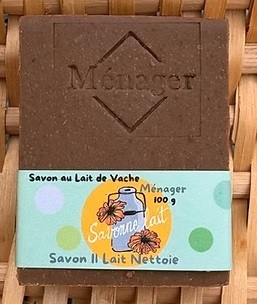 Ménager
Savon au Lait de Vache
Ménager
100 g
Savonne lait
Savon Il Lait Nettoie